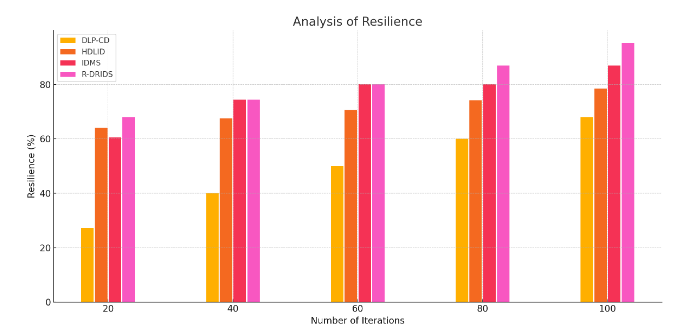 Analysis of Resilience
DLP-CD
HDLID
IDMS
R-DRIDS
Resilience (%)
80
60
40
20
0
20 40 60 80 100
Number of Iterations